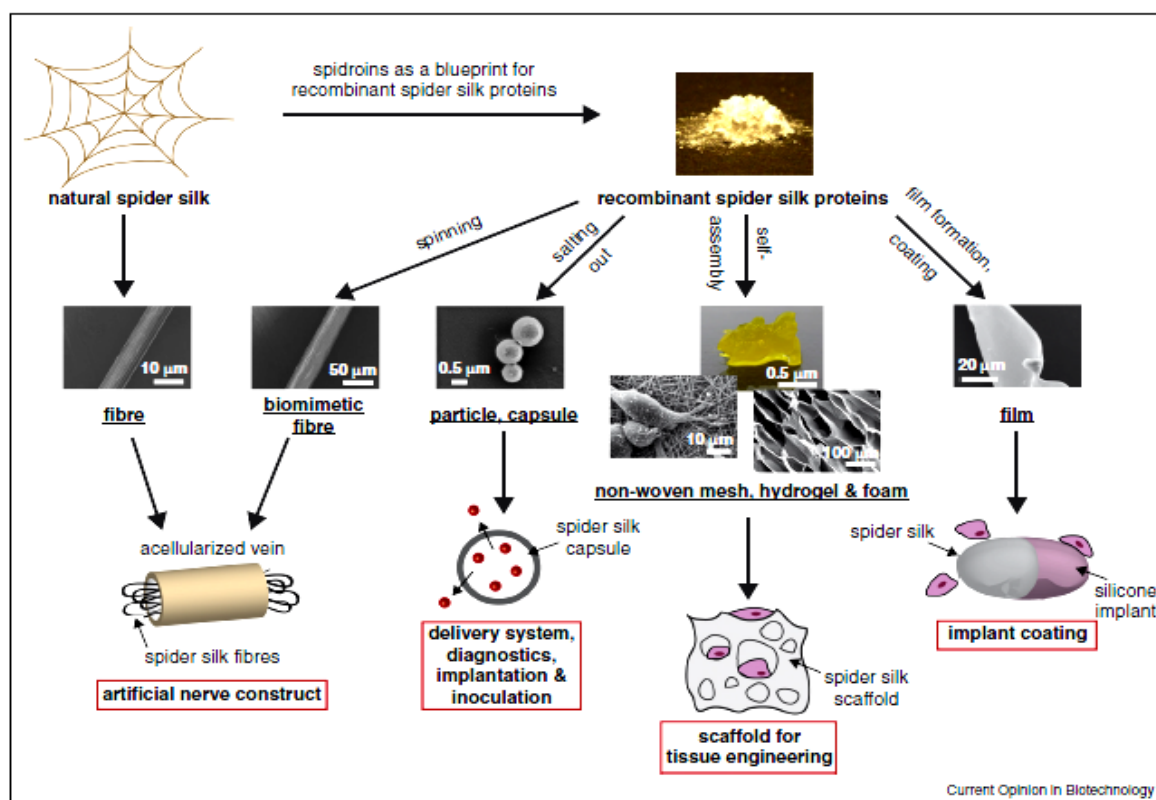 spidroins as a blueprint for
recombinant spider silk proteins
natural spider silk
recombinant spider silk proteins
spinning
salting
out
self-
assembly
film formation,
coating
10 µm
50 µm
0.5 µm
0.5 µm
10 µm
100 µm
20 µm
fibre
biomimetic
fibre
particle, capsule
non-woven mesh, hydrogel & foam
film
acellularized vein
spider silk fibres
artificial nerve construct
spider silk
capsule
delivery system,
diagnostics,
implantation &
inoculation
spider silk
scaffold
scaffold for
tissue engineering
spider silk
silicone
implant
implant coating
Current Opinion in Biotechnology